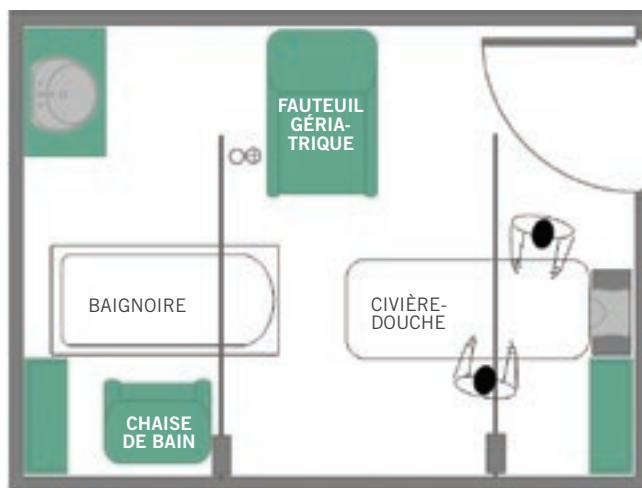 FAUTEUIL
GÉRIA-
TRIQUE
BAIGNOIRE
CIVIÈRE-
DOUCHE
CHAISE
DE BAIN